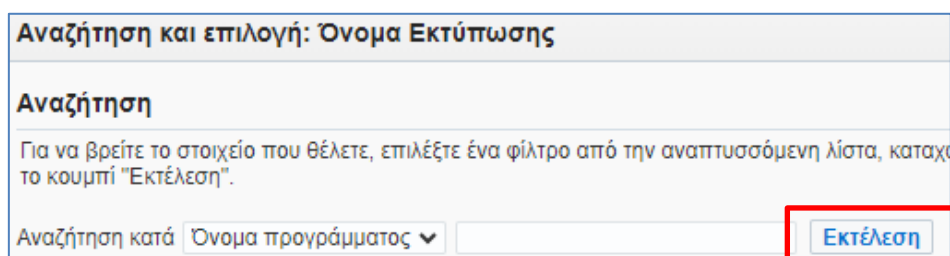 Αναζήτηση και επιλογή: Όνομα Εκτύπωσης
Αναζήτηση
Για να βρείτε το στοιχείο που θέλετε, επιλέξτε ένα φίλτρο από την αναπτυσσόμενη λίστα,
το κουμπί "Εκτέλεση".
Αναζήτηση κατά Όνομα προγράμματος Εκτέλεση